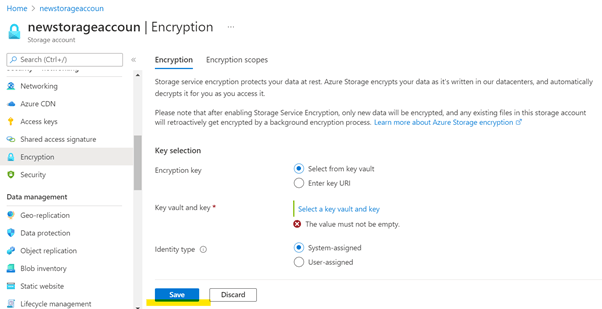 Home > newstorageaccoun >
newstorageaccoun | Encryption ...
Storage account
Search (Ctrl+/) «
Networking
Azure CDN
Access keys
Shared access signature
Encryption
Security
Data management
Geo-replication
Data protection
Object replication
Blob inventory
Static website
Lifecycle management
Encryption Encryption scopes
Storage service encryption protects your data at rest. Azure Storage encrypts your data as it's written in our datacenters, and automatically
decrypts it for you as you access it.
Please note that after enabling Storage Service Encryption, only new data will be encrypted, and any existing files in this storage account
will retroactively get encrypted by a background encryption process. Learn more about Azure Storage encryption
Key selection
Encryption key
Select from key vault
Enter key URI
Key vault and key *
Select a key vault and key
The value must not be empty.
Identity type
System-assigned
User-assigned
Save Discard